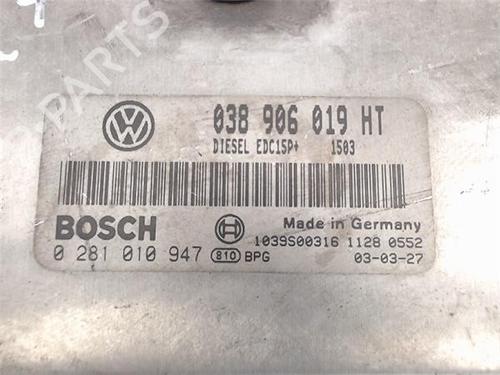 038 906 019 HT
DIESEL EDC15P+ 1503
BOSCH
Made in Germany
0 281 010 947
1039S00316 1128 0552
810 BPG
03-03-27